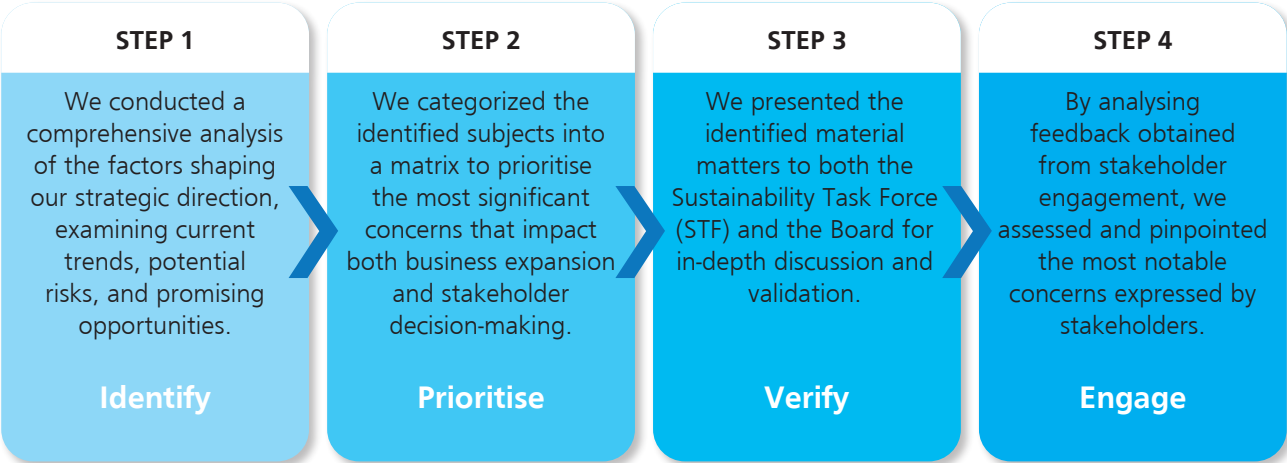 STEP 1
We conducted a
comprehensive analysis
of the factors shaping
our strategic direction,
examining current
trends, potential
risks, and promising
opportunities.
Identify
STEP 2
We categorized the
identified subjects into
a matrix to prioritise
the most significant
concerns that impact
both business expansion
and stakeholder
decision-making.
Prioritise
STEP 3
We presented the
identified material
matters to both the
Sustainability Task Force
(STF) and the Board for
in-depth discussion and
validation.
Verify
STEP 4
By analysing
feedback obtained
from stakeholder
engagement, we
assessed and pinpointed
the most notable
concerns expressed by
stakeholders.
Engage